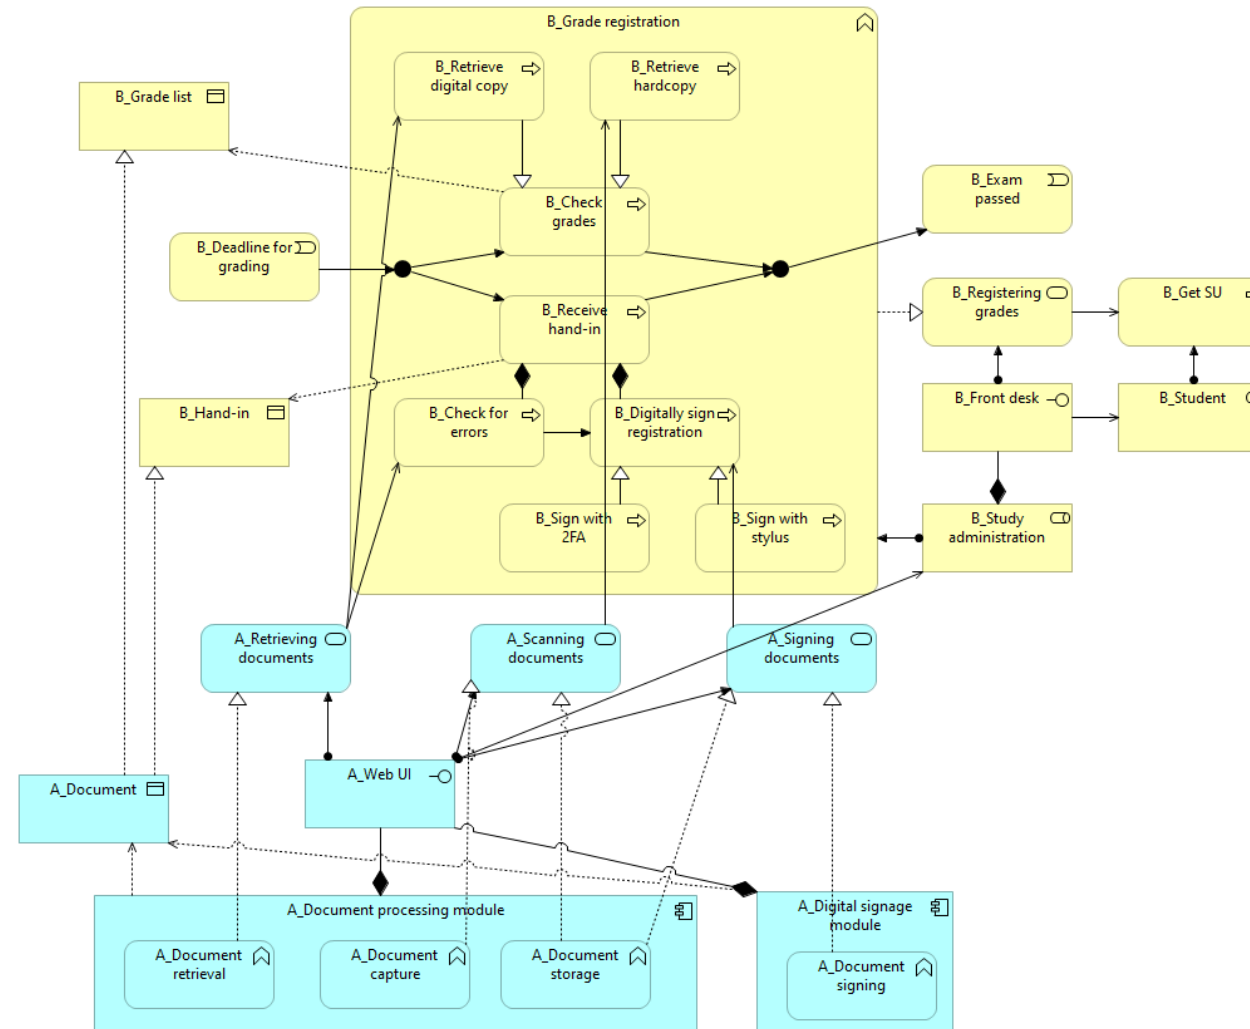 B_Grade registration
B_Retrieve
digital copy
B_Retrieve
hardcopy
B_Grade list
B_Check
grades
B_Exam
passed
B_Deadline for
grading
B_Receive
hand-in
B_Registering
grades
B_Get SU
B_Hand-in
B_Check for
errors
B_Digitally sign
registration
B_Front desk
B_Student
B_Sign with
2FA
B_Sign with
stylus
B_Study
administration
A_Retrieving
documents
A_Scanning
documents
A_Signing
documents
A_Document
A_Web UI
A_Document processing module
A_Digital signage
module
A_Document
retrieval
A_Document
capture
A_Document
storage
A_Document
signing